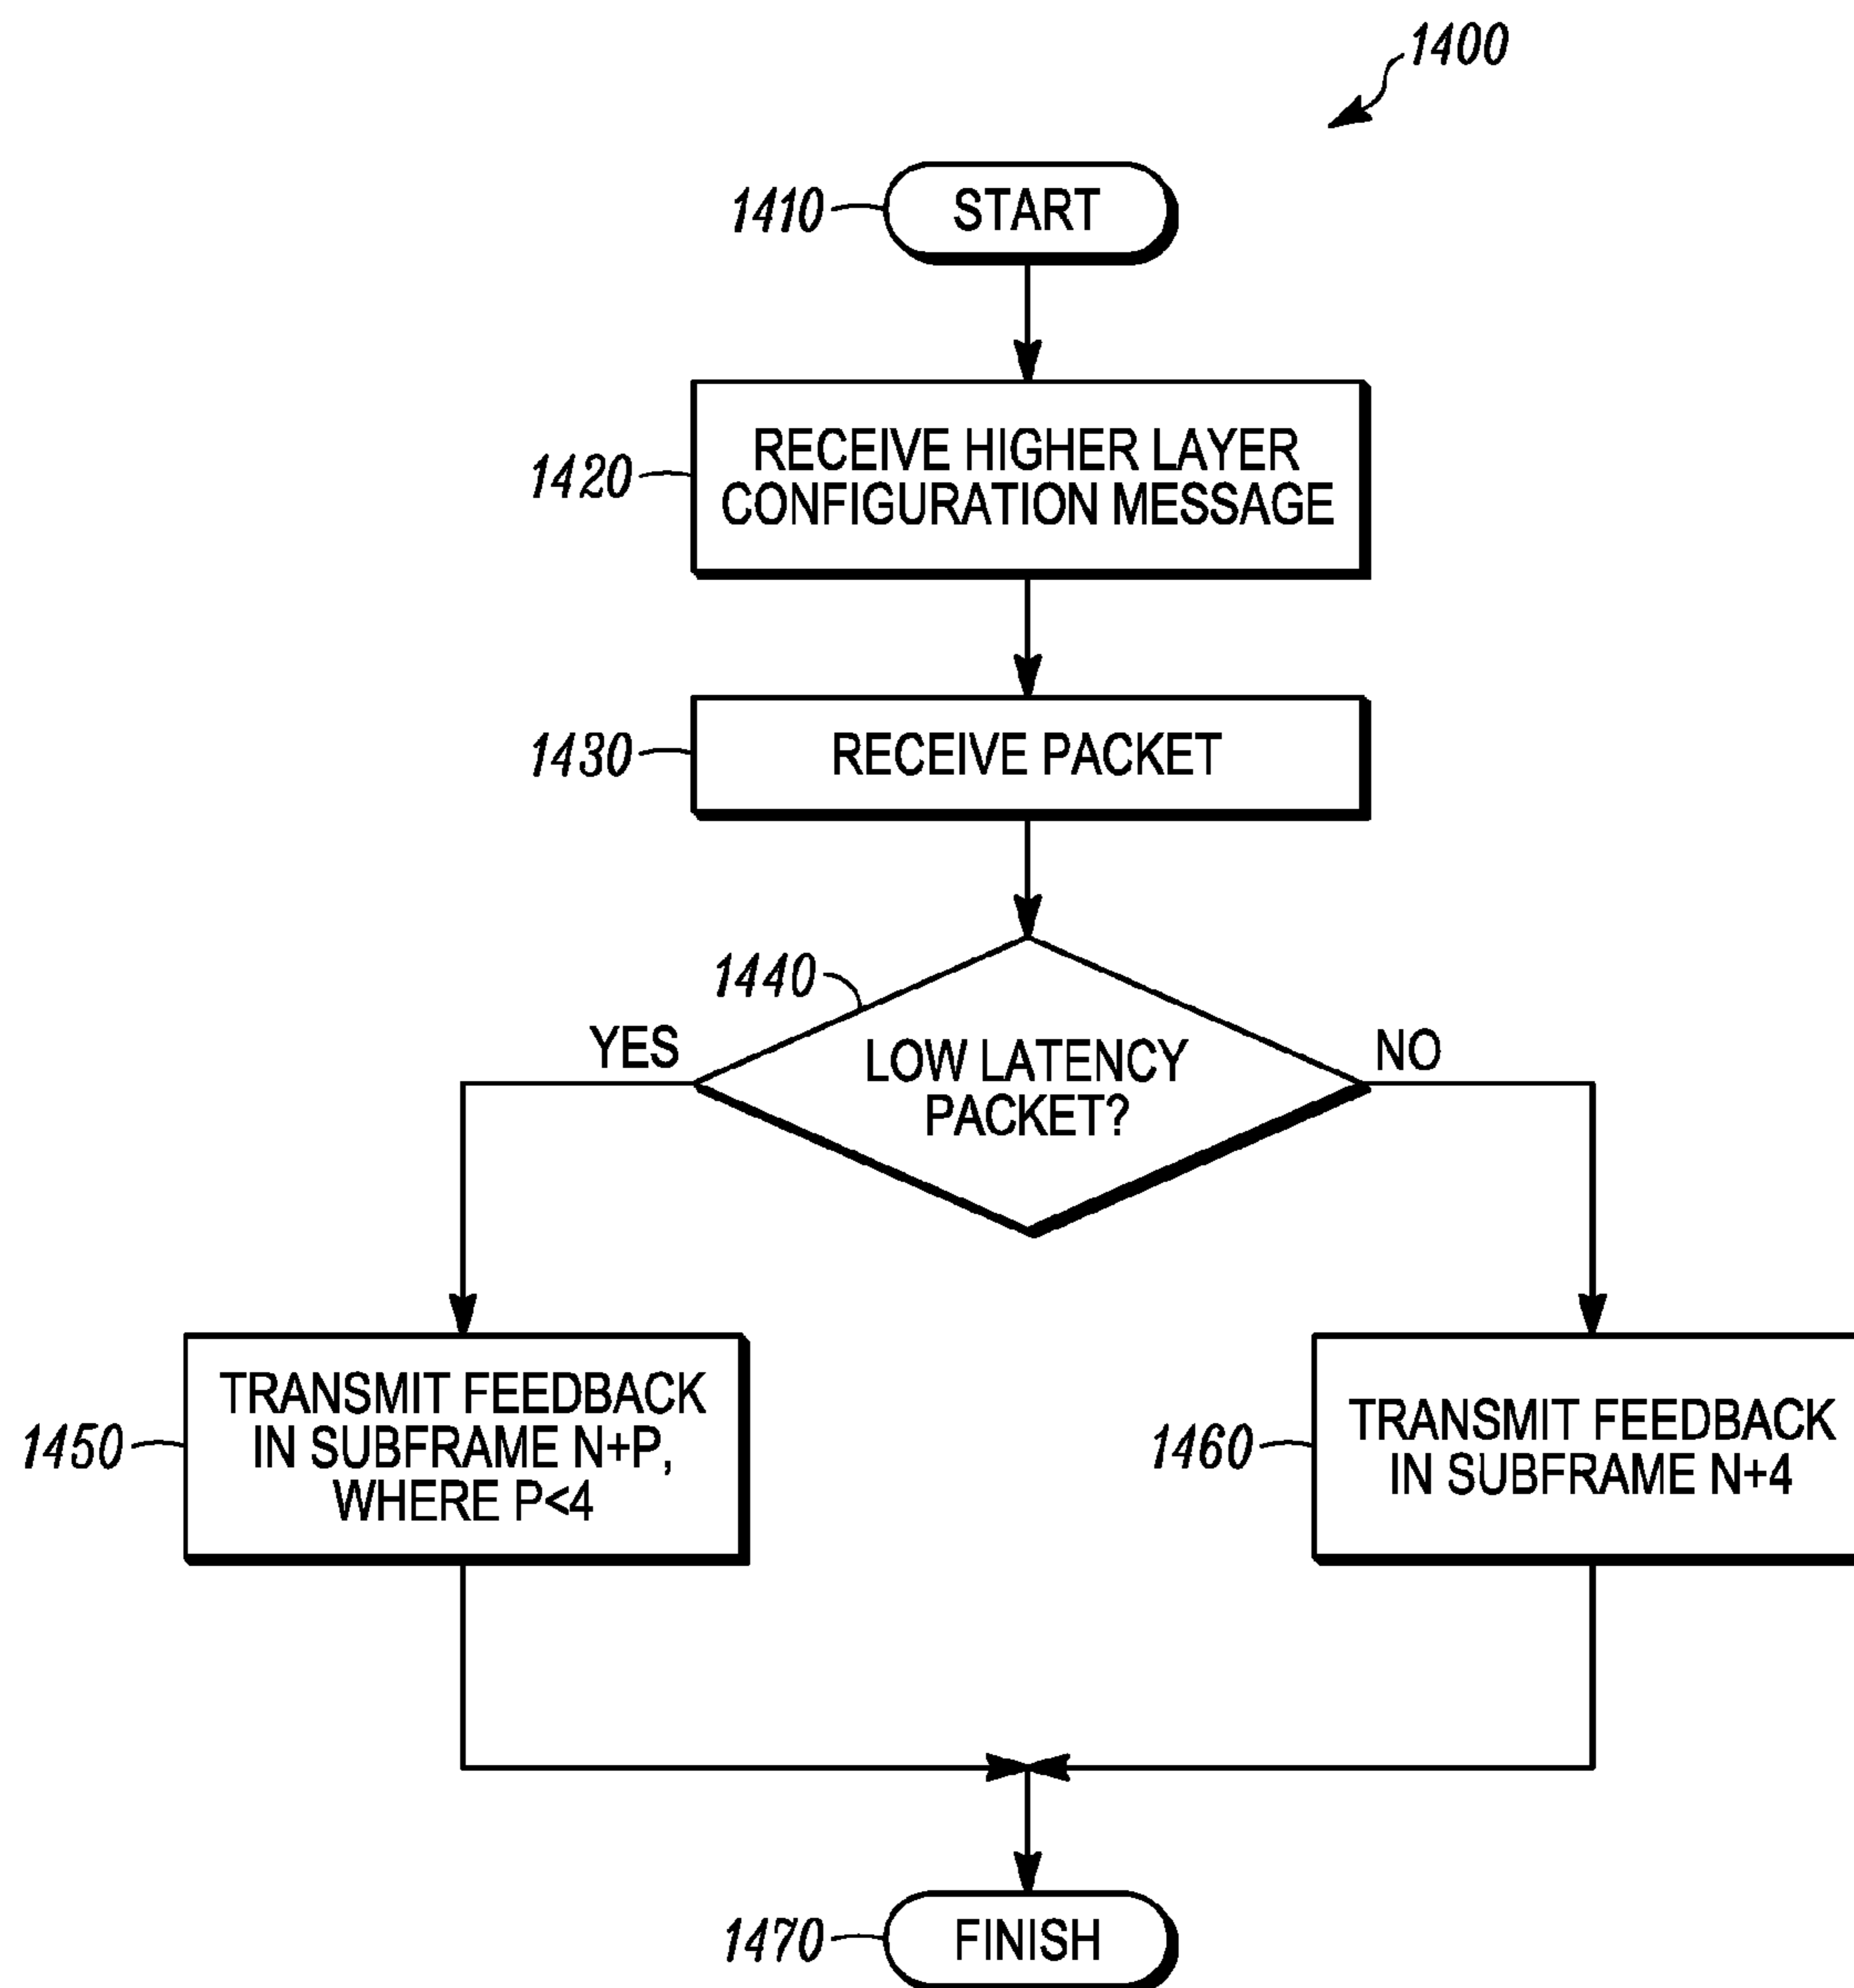 1400
1410
START
1420
RECEIVE HIGHER LAYER
CONFIGURATION MESSAGE
1430
RECEIVE PACKET
1440
YES
LOW LATENCY
PACKET?
NO
1450
TRANSMIT FEEDBACK
IN SUBFRAME N+P,
WHERE P<4
1460
TRANSMIT FEEDBACK
IN SUBFRAME N+4
1470
FINISH